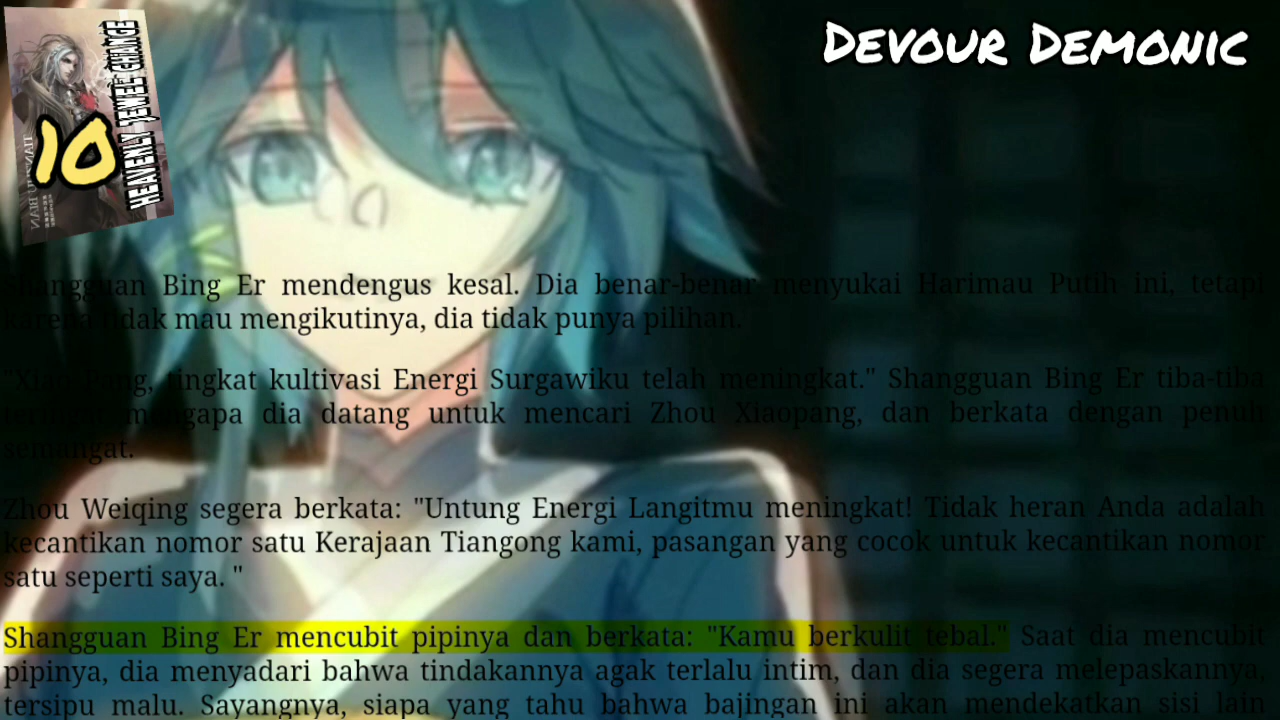 Devour Demonic
10
HEAVENLY JEWEL CHANGE
Shangguan Bing Er mendengus kesal. Dia benar-benar menyukai Harimau Putih ini, tetapi
karena tidak mau mengikutinya, dia tidak punya pilihan.
"Xiao Pang, tingkat kultivasi Energi Surgawiku telah meningkat." Shangguan Bing Er tiba-tiba
teringat mengapa dia datang untuk mencari Zhou Xiaopang, dan berkata dengan penuh
semangat.
Zhou Weiqing segera berkata: "Untung Energi Langitmu meningkat! Tidak heran Anda adalah
kecantikan nomor satu Kerajaan Tiangong kami, pasangan yang cocok untuk kecantikan nomor
satu seperti saya. "
Shangguan Bing Er mencubit pipinya dan berkata: "Kamu berkulit tebal." Saat dia mencubit
pipinya, dia menyadari bahwa tindakannya agak terlalu intim, dan dia segera melepaskannya,
tersipu malu. Sayangnya, siapa yang tahu bahwa bajingan ini akan mendekatkan sisi lain